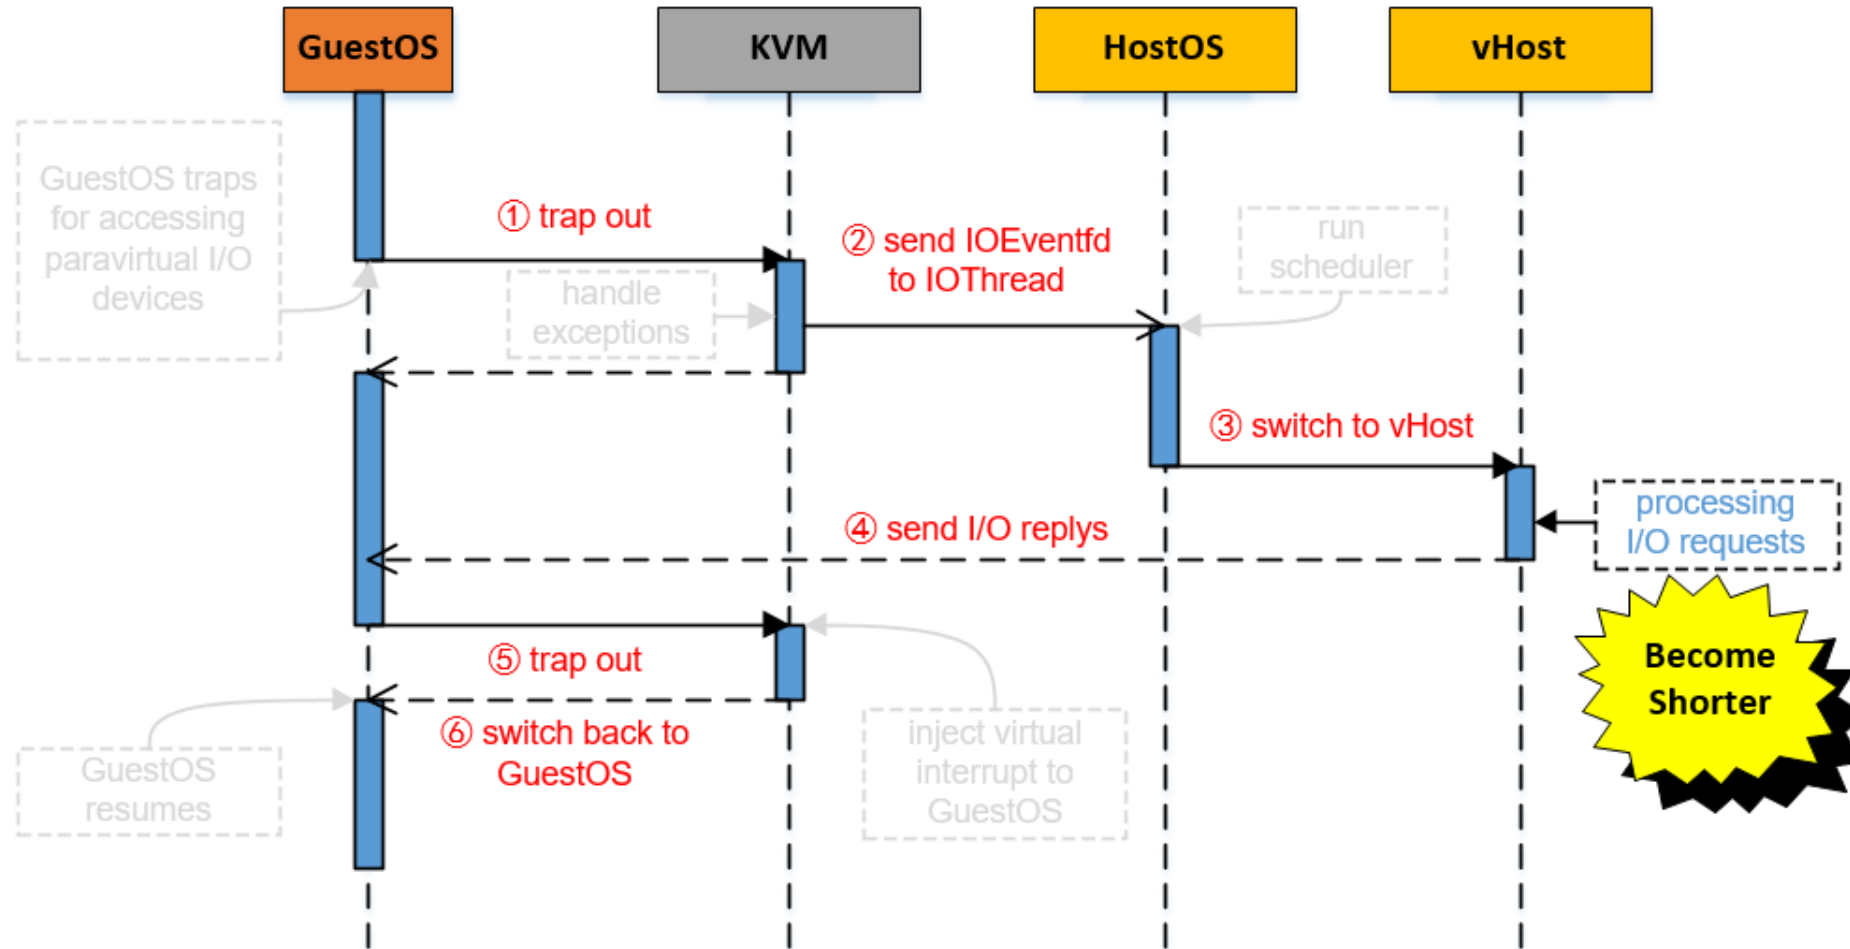 GuestOS
KVM
HostOS
vHost
GuestOS traps
for accessing
paravirtual I/O
devices
① trap out
② send IOEventfd
to IOThread
run
scheduler
handle
exceptions
③ switch to vHost
processing
I/O requests
④ send I/O replys
Become
Shorter
⑤ trap out
⑥ switch back to
GuestOS
inject virtual
interrupt to
GuestOS
GuestOS
resumes